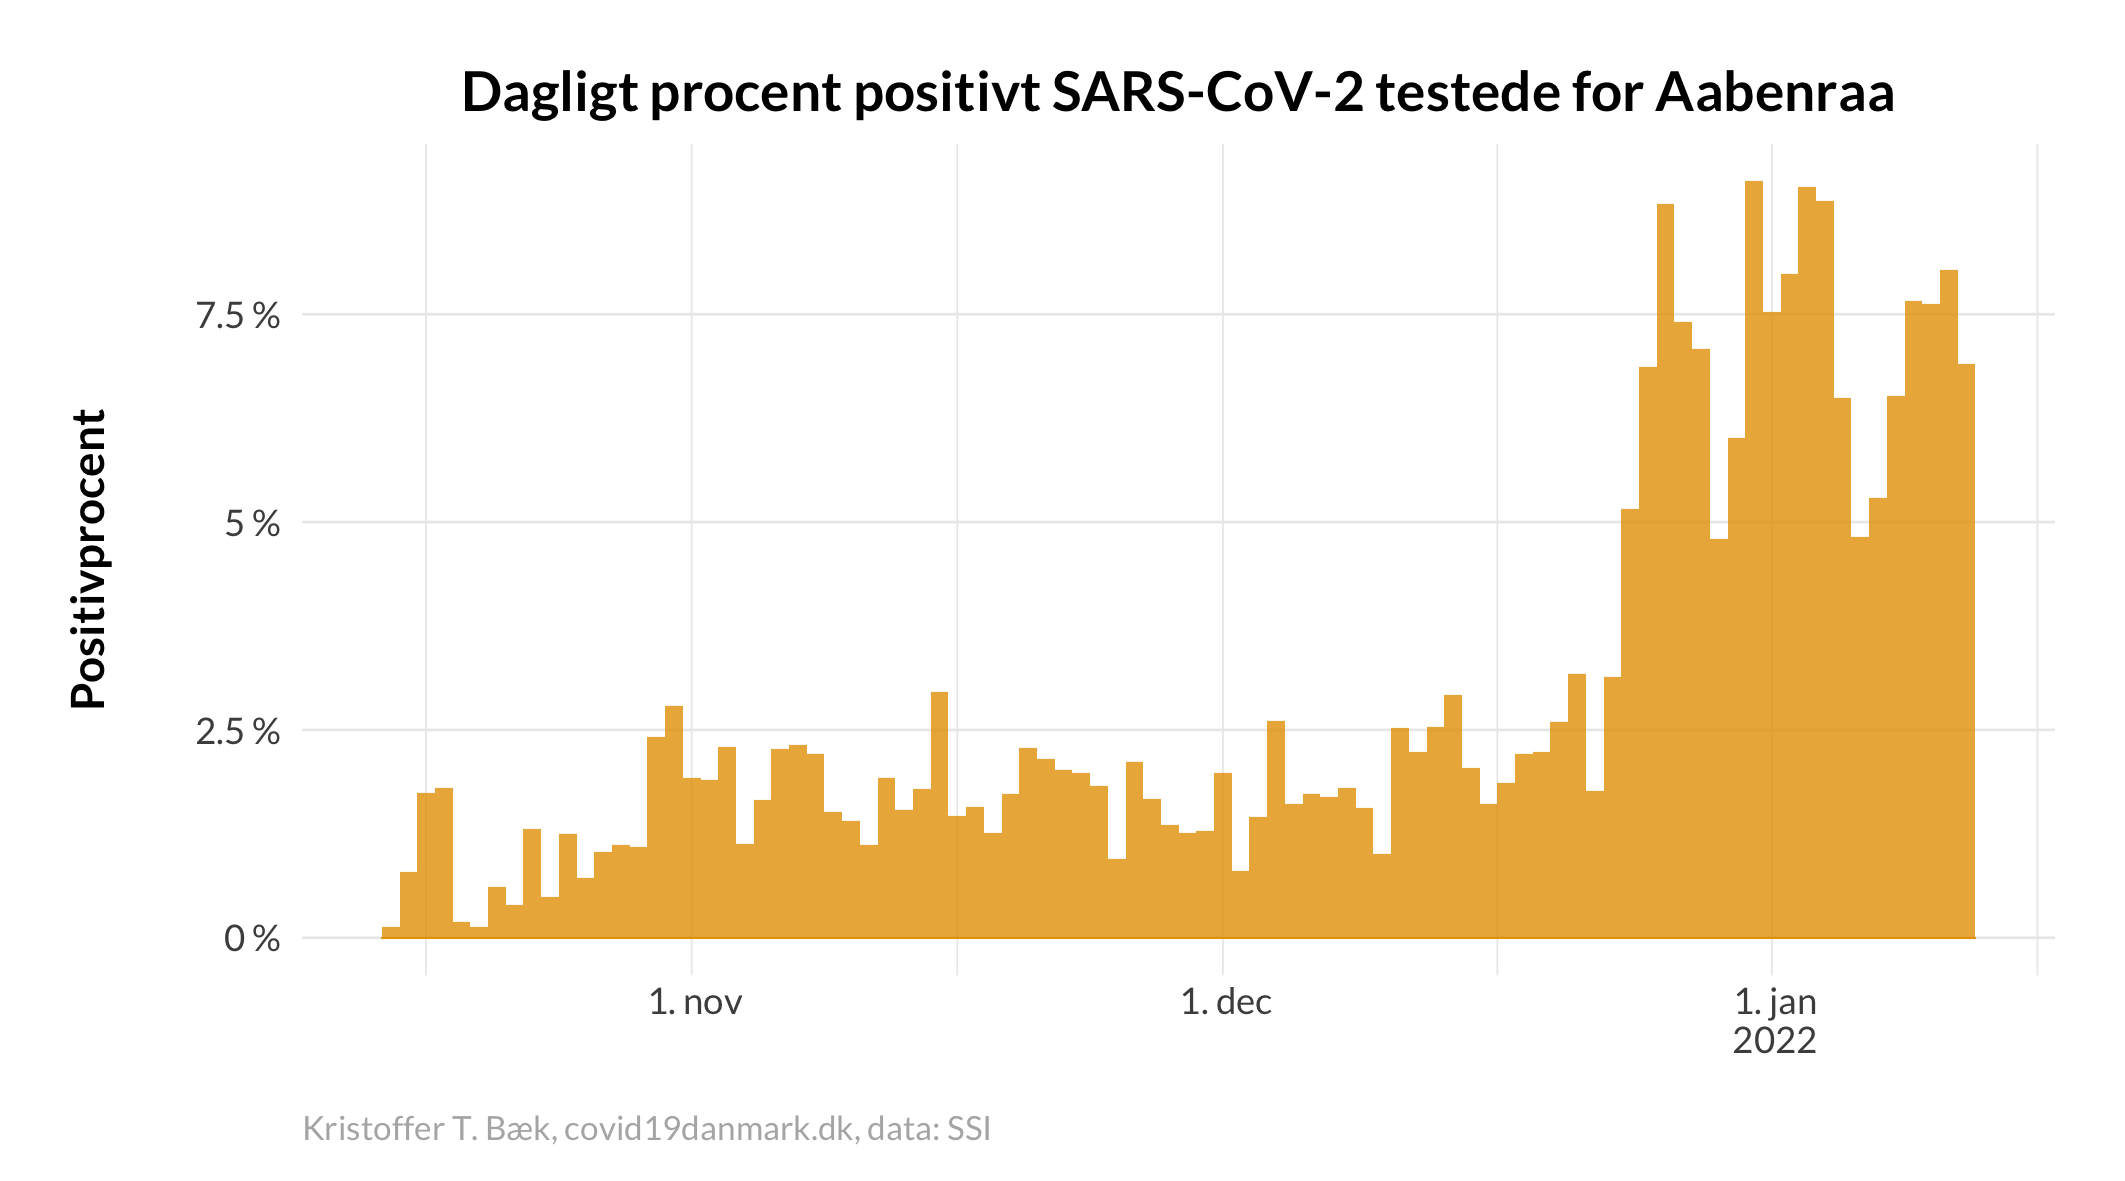 Dagligt procent positivt SARS-CoV-2 testede for Aabenraa
Positivprocent
7.5 %
5 %
2.5 %
0 %
1. nov
1. dec
1. jan
2022
Kristoffer T. Bæk, covid19danmark.dk, data: SSI